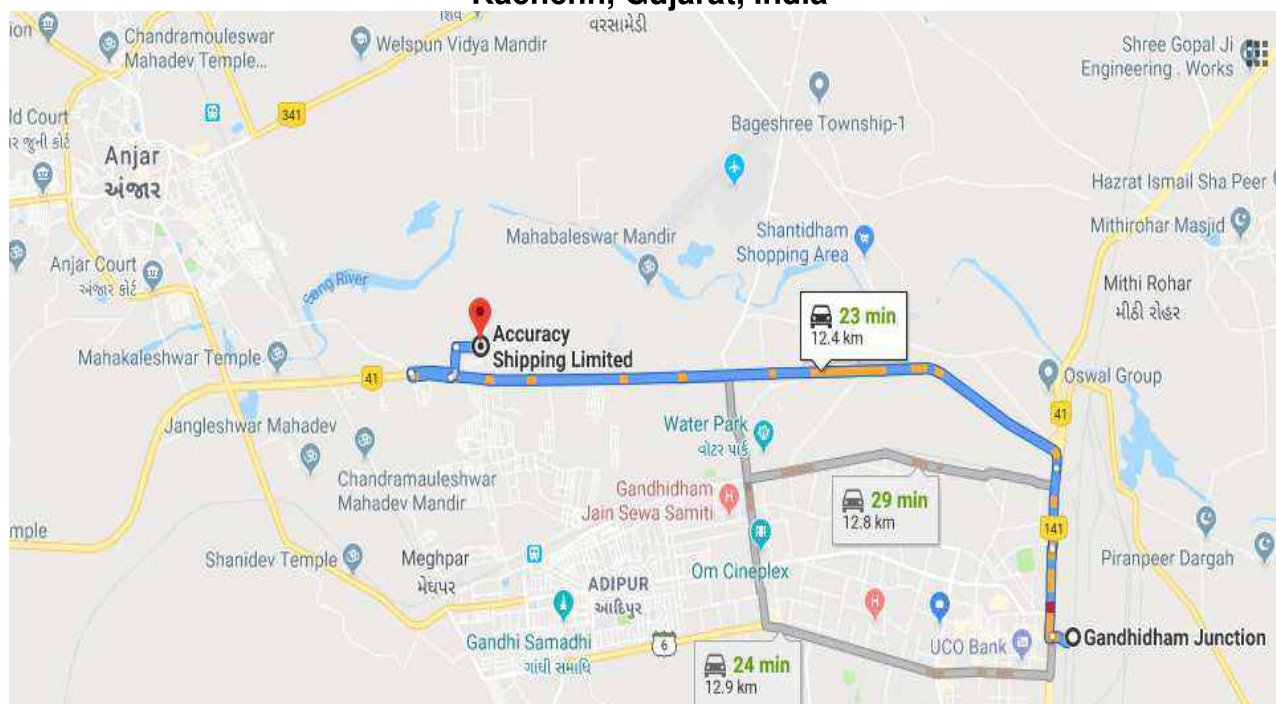 Kachchh, Gujarat, India
ion
Chandramouleswar
Mahadev Temple...
Welspun Vidya Mandir
વરસામેડી
Shree Gopal Ji
Engineering . Works
341
ld Court
ર જુની કોર્ટ
Anjar
અંજાર
Bageshree Township-1
Hazrat Ismail Sha Peer
Mithirohar Masjid
Mahabaleswar Mandir
Shantidham
Shopping Area
Anjar Court
અંજાર કોર્ટ
Seng River
Mithi Rohar
મીઠી રોહર
23 min
12.4 km
Accuracy
Shipping Limited
Mahakaleshwar Temple
41
Oswal Group
41
Jangleshwar Mahadev
Water Park
વોટર પાર્ક
Chandramauleshwar
Mahadev Mandir
Gandhidham
Jain Sewa Samiti
29 min
12.8 km
141
mple
Shanidev Temple
Meghpar
મેઘપર
Om Cineplex
Piranpeer Dargah
ADIPUR
આદિપુર
Gandhi Samadhi
ગાંધી સમાધિ
6
UCO Bank
Gandhidham Junction
24 min
12.9 km